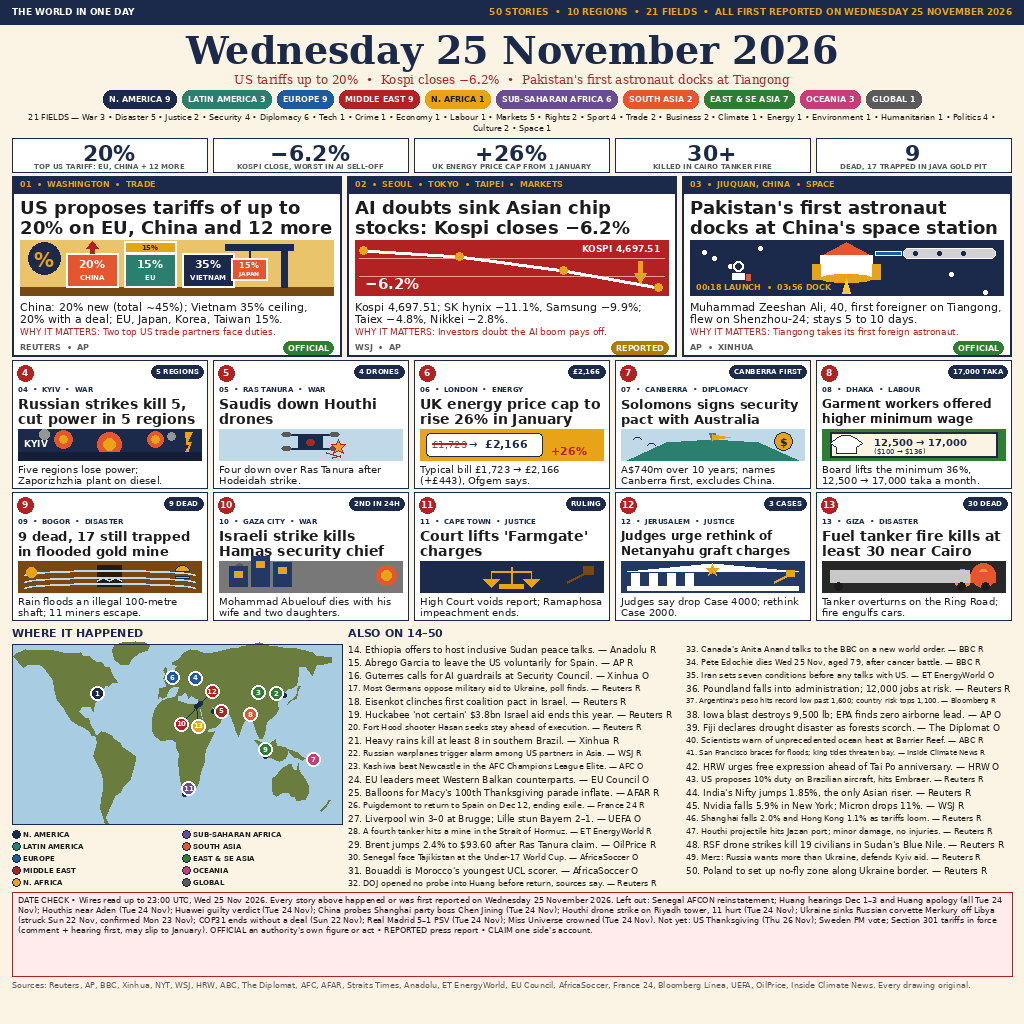 THE WORLD IN ONE DAY
50 STORIES • 10 REGIONS • 21 FIELDS • ALL FIRST REPORTED ON WEDNESDAY 25 NOVEMBER 2026
Wednesday 25 November 2026
US tariffs up to 20% • Kospi closes −6.2% • Pakistan's first astronaut docks at Tiangong
N. AMERICA 9
LATIN AMERICA 3
EUROPE 9
MIDDLE EAST 9
N. AFRICA 1
SUB-SAHARAN AFRICA 6
SOUTH ASIA 2
EAST & SE ASIA 7
OCEANIA 3
GLOBAL 1
21 FIELDS — War 3 • Disaster 5 • Justice 2 • Security 4 • Diplomacy 6 • Tech 1 • Crime 1 • Economy 1 • Labour 1 • Markets 5 • Rights 2 • Sport 4 • Trade 2 • Business 2 • Climate 1 • Energy 1 • Environment 1 • Humanitarian 1 • Politics 4 •
Culture 2 • Space 1
20%
TOP US TARIFF: EU, CHINA + 12 MORE
−6.2%
KOSPI CLOSE, WORST IN AI SELL-OFF
+26%
UK ENERGY PRICE CAP FROM 1 JANUARY
30+
KILLED IN CAIRO TANKER FIRE
9
DEAD, 17 TRAPPED IN JAVA GOLD PIT
01 • WASHINGTON • TRADE
US proposes tariffs of up to
20% on EU, China and 12 more
%
20%
CHINA
15%
15%
EU
35%
VIETNAM
15%
JAPAN
China: 20% new (total ~45%); Vietnam 35% ceiling,
20% with a deal; EU, Japan, Korea, Taiwan 15%.
WHY IT MATTERS: Two top US trade partners face duties.
REUTERS • AP
OFFICIAL
02 • SEOUL • TOKYO • TAIPEI • MARKETS
AI doubts sink Asian chip
stocks: Kospi closes −6.2%
KOSPI 4,697.51
−6.2%
Kospi 4,697.51; SK hynix −11.1%, Samsung −9.9%;
Taiex −4.8%, Nikkei −2.8%.
WHY IT MATTERS: Investors doubt the AI boom pays off.
WSJ • AP
REPORTED
03 • JIUQUAN, CHINA • SPACE
Pakistan's first astronaut
docks at China's space station
00:18 LAUNCH • 03:56 DOCK
Muhammad Zeeshan Ali, 40, first foreigner on Tiangong,
flew on Shenzhou-24; stays 5 to 10 days.
WHY IT MATTERS: Tiangong takes its first foreign astronaut.
AP • XINHUA
OFFICIAL
4
5 REGIONS
04 • KYIV • WAR
Russian strikes kill 5,
cut power in 5 regions
KYIV
Five regions lose power;
Zaporizhzhia plant on diesel.
5
4 DRONES
05 • RAS TANURA • WAR
Saudis down Houthi
drones
Four down over Ras Tanura after
Hodeidah strike.
6
£2,166
06 • LONDON • ENERGY
UK energy price cap to
rise 26% in January
£1,723 → £2,166
+26%
Typical bill £1,723 → £2,166
(+£443), Ofgem says.
7
CANBERRA FIRST
07 • CANBERRA • DIPLOMACY
Solomons signs security
pact with Australia
$
A$740m over 10 years; names
Canberra first, excludes China.
8
17,000 TAKA
08 • DHAKA • LABOUR
Garment workers offered
higher minimum wage
12,500 → 17,000
($100 → $136)
Board lifts the minimum 36%,
12,500 → 17,000 taka a month.
9
9 DEAD
09 • BOGOR • DISASTER
9 dead, 17 still trapped
in flooded gold mine
Rain floods an illegal 100-metre
shaft; 11 miners escape.
10
2ND IN 24H
10 • GAZA CITY • WAR
Israeli strike kills
Hamas security chief
Mohammad Abuelouf dies with his
wife and two daughters.
11
RULING
11 • CAPE TOWN • JUSTICE
Court lifts 'Farmgate'
charges
High Court voids report; Ramaphosa
impeachment ends.
12
3 CASES
12 • JERUSALEM • JUSTICE
Judges urge rethink of
Netanyahu graft charges
Judges say drop Case 4000; rethink
Case 2000.
13
30 DEAD
13 • GIZA • DISASTER
Fuel tanker fire kills at
least 30 near Cairo
Tanker overturns on the Ring Road;
fire engulfs cars.
WHERE IT HAPPENED
1
6
4
12
5
10
13
3
2
8
9
7
11
N. AMERICA
LATIN AMERICA
EUROPE
MIDDLE EAST
N. AFRICA
SUB-SAHARAN AFRICA
SOUTH ASIA
EAST & SE ASIA
OCEANIA
GLOBAL
ALSO ON 14–50
14. Ethiopia offers to host inclusive Sudan peace talks. — Anadolu R
15. Abrego Garcia to leave the US voluntarily for Spain. — AP R
16. Guterres calls for AI guardrails at Security Council. — Xinhua O
17. Most Germans oppose military aid to Ukraine, poll finds. — Reuters R
18. Eisenkot clinches first coalition pact in Israel. — Reuters R
19. Huckabee 'not certain' $3.8bn Israel aid ends this year. — Reuters R
20. Fort Hood shooter Hasan seeks stay ahead of execution. — Reuters R
21. Heavy rains kill at least 8 in southern Brazil. — Xinhua R
22. Russian warplanes trigger alarm among US partners in Asia. — WSJ R
23. Kashiwa beat Newcastle in the AFC Champions League Elite. — AFC O
24. EU leaders meet Western Balkan counterparts. — EU Council O
25. Balloons for Macy's 100th Thanksgiving parade inflate. — AFAR R
26. Puigdemont to return to Spain on Dec 12, ending exile. — France 24 R
27. Liverpool win 3–0 at Brugge; Lille stun Bayern 2–1. — UEFA O
28. A fourth tanker hits a mine in the Strait of Hormuz. — ET EnergyWorld R
29. Brent jumps 2.4% to $93.60 after Ras Tanura claim. — OilPrice R
30. Senegal face Tajikistan at the Under-17 World Cup. — AfricaSoccer O
31. Bouaddi is Morocco's youngest UCL scorer. — AfricaSoccer O
32. DOJ opened no probe into Huang before return, sources say. — Reuters R
33. Canada's Anita Anand talks to the BBC on a new world order. — BBC R
34. Pete Edochie dies Wed 25 Nov, aged 79, after cancer battle. — BBC R
35. Iran sets seven conditions before any talks with US. — ET EnergyWorld O
36. Poundland falls into administration; 12,000 jobs at risk. — Reuters R
37. Argentina's peso hits record low past 1,600; country risk tops 1,100. — Bloomberg R
38. Iowa blast destroys 9,500 lb; EPA finds zero airborne lead. — AP O
39. Fiji declares drought disaster as forests scorch. — The Diplomat O
40. Scientists warn of unprecedented ocean heat at Barrier Reef. — ABC R
41. San Francisco braces for floods; king tides threaten bay. — Inside Climate News R
42. HRW urges free expression ahead of Tai Po anniversary. — HRW O
43. US proposes 10% duty on Brazilian aircraft, hits Embraer. — Reuters R
44. India's Nifty jumps 1.85%, the only Asian riser. — Reuters R
45. Nvidia falls 5.9% in New York; Micron drops 11%. — WSJ R
46. Shanghai falls 2.0% and Hong Kong 1.1% as tariffs loom. — Reuters R
47. Houthi projectile hits Jazan port; minor damage, no injuries. — Reuters R
48. RSF drone strikes kill 19 civilians in Sudan's Blue Nile. — Reuters R
49. Merz: Russia wants more than Ukraine, defends Kyiv aid. — Reuters R
50. Poland to set up no-fly zone along Ukraine border. — Reuters R
DATE CHECK • Wires read up to 23:00 UTC, Wed 25 Nov 2026. Every story above happened or was first reported on Wednesday 25 November 2026. Left out: Senegal AFCON reinstatement; Huang hearings Dec 1–3 and Huang apology (all Tue 24
Nov); Houthis near Aden (Tue 24 Nov); Huawei guilty verdict (Tue 24 Nov); China probes Shanghai party boss Chen Jining (Tue 24 Nov); Houthi drone strike on Riyadh tower, 11 hurt (Tue 24 Nov); Ukraine sinks Russian corvette Merkury off Libya
(struck Sun 22 Nov, confirmed Mon 23 Nov); COP31 ends without a deal (Sun 22 Nov); Real Madrid 5–1 PSV (Tue 24 Nov); Miss Universe crowned (Tue 24 Nov). Not yet: US Thanksgiving (Thu 26 Nov); Sweden PM vote; Section 301 tariffs in force
(comment + hearing first, may slip to January). OFFICIAL an authority's own figure or act • REPORTED press report • CLAIM one side's account.
Sources: Reuters, AP, BBC, Xinhua, NYT, WSJ, HRW, ABC, The Diplomat, AFC, AFAR, Straits Times, Anadolu, ET EnergyWorld, EU Council, AfricaSoccer, France 24, Bloomberg Linea, UEFA, OilPrice, Inside Climate News. Every drawing original.